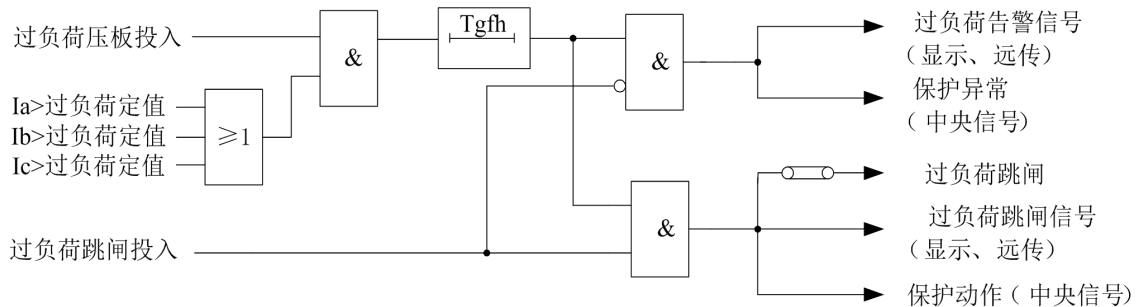 过负荷压板投入
Ia>过负荷定值
Ib>过负荷定值
Ic>过负荷定值
≥1
&
Tgfh
&
过负荷告警信号
（显示、远传）
保护异常
（中央信号)
过负荷跳闸投入
&
过负荷跳闸
过负荷跳闸信号
（显示、远传）
保护动作（中央信号)